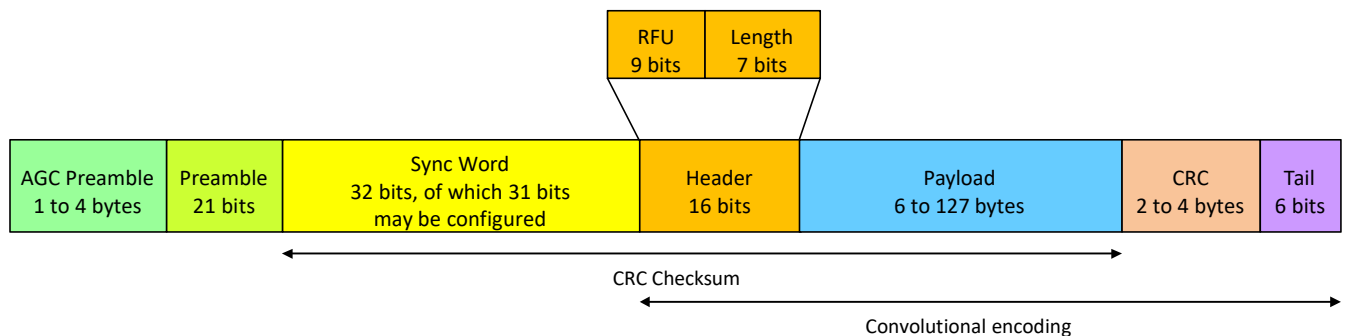 RFU
9 bits
Length
7 bits
AGC Preamble
1 to 4 bytes
Preamble
21 bits
Sync Word
32 bits, of which 31 bits
may be configured
Header
16 bits
Payload
6 to 127 bytes
CRC
2 to 4 bytes
Tail
6 bits
CRC Checksum
Convolutional encoding